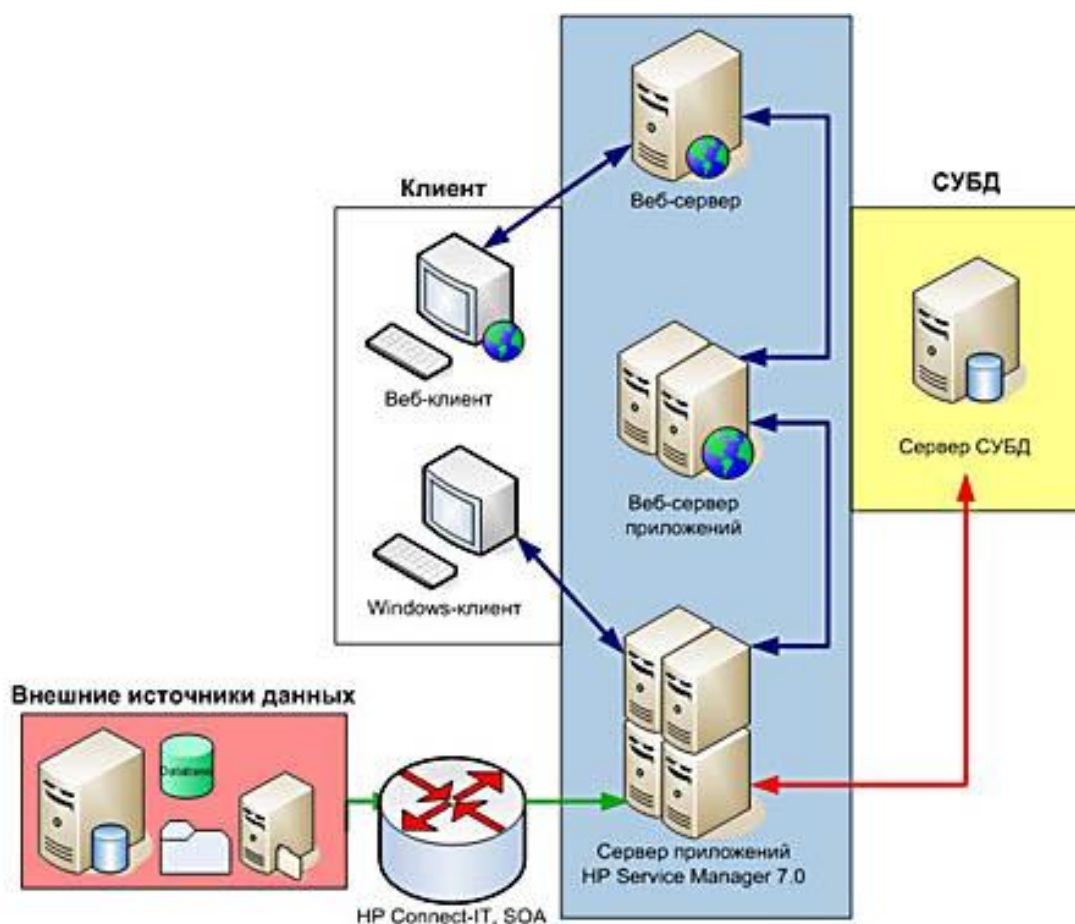 Веб-сервер
Клиент
СУБД
Веб-клиент
Сервер СУБД
Веб-сервер
приложений
Windows-клиент
Внешние источники данных
Database
Сервер приложений
HP Service Manager 7.0
HP Connect-IT, SOA